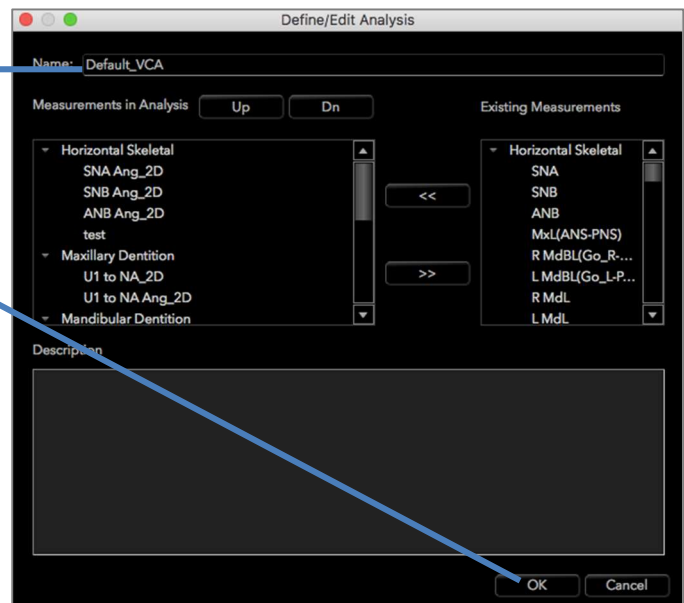 Define/Edit Analysis
Name: Default_VCA
Measurements in Analysis Up Dn
Horizontal Skeletal
SNA Ang_2D
SNB Ang_2D
ANB Ang_2D
test
Maxillary Dentition
U1 to NA_2D
U1 to NA Ang_2D
Mandibular Dentition
<<
>>
Existing Measurements
Horizontal Skeletal
SNA
SNB
ANB
MxL(ANS-PNS)
R MdBL(Go_R-...
L MdBL(Go_L-P...
R MdL
L MdL
Description
OK Cancel